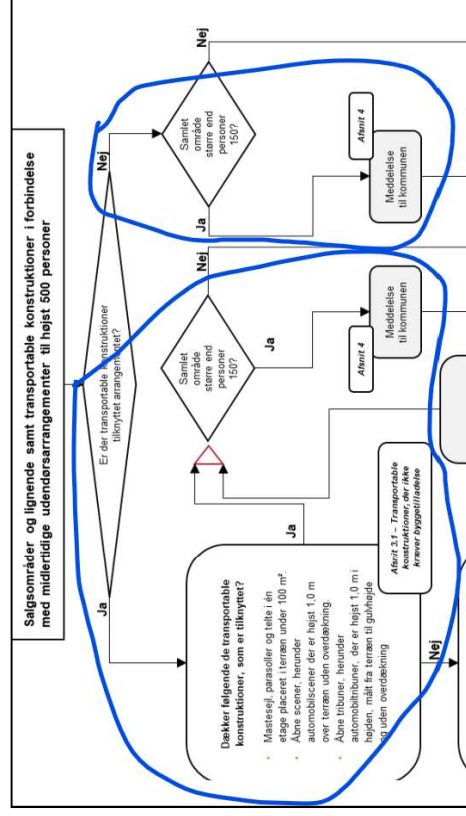 Salgsområder og lignende samt transportable konstruktioner i forbindelse
med midlertidige udendørsarrangementer til højst 500 personer
Er der transportable konstruktioner
tilknyttet arrangementet?
Ja
Nej
Dækker følgende de transportable
konstruktioner, som er tilknyttet?
• Mastesejl, parasoller og telte i én
etage placeret i terræn under 100 m².
• Åbne scener, herunder
automobilscener der er højst 1,0 m
over terræn uden overdækning.
• Åbne tribuner, herunder
automobiltribuner, der er højst 1,0 m i
højden, målt fra terræn til gulvhøjde
og uden overdækning
Afsnit 3.1 – Transportable
konstruktioner, der ikke
kræver byggetilladelse
Ja
Nej
Samlet
område
større end
personer
150?
Nej
Ja
Afsnit 4
Meddelelse
til kommunen
Samlet
område
større end
personer
150?
Nej
Ja
Afsnit 4
Meddelelse
til kommunen